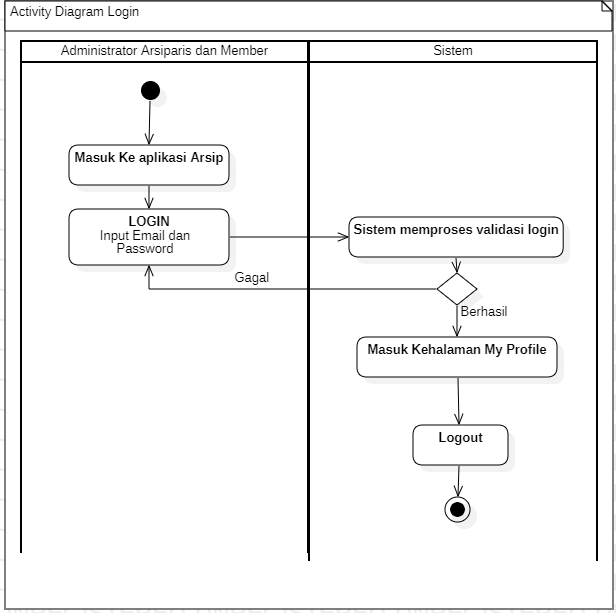 Activity Diagram Login
Administrator Arsiparis dan Member
Sistem
Masuk Ke aplikasi Arsip
LOGIN
Input Email dan
Password
Sistem memproses validasi login
Gagal
Berhasil
Masuk Kehalaman My Profile
Logout